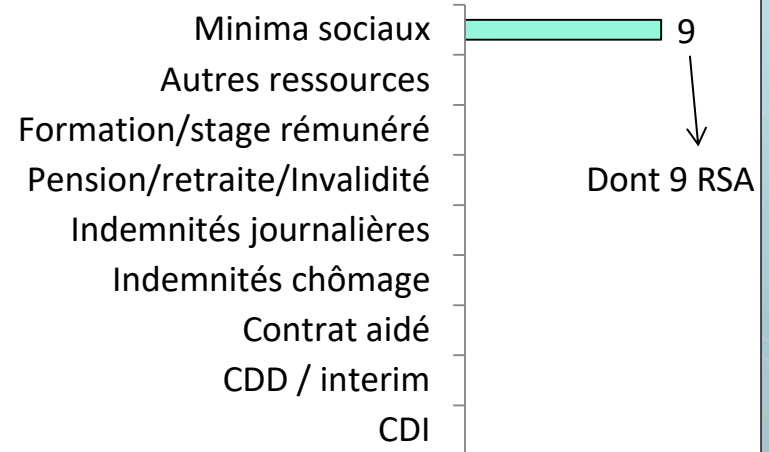 Minima sociaux 9
Autres ressources
Formation/stage rémunéré
Pension/retraite/Invalidité Dont 9 RSA
Indemnités journalières
Indemnités chômage
Contrat aidé
CDD / interim
CDI